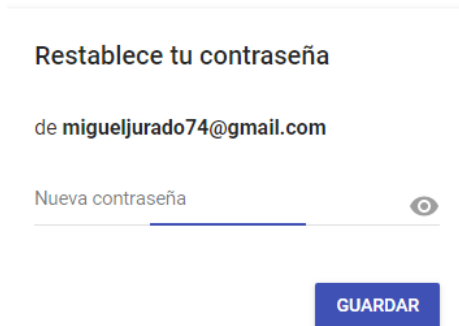 Restablece tu contraseña
de migueljurado74@gmail.com
Nueva contraseña
GUARDAR